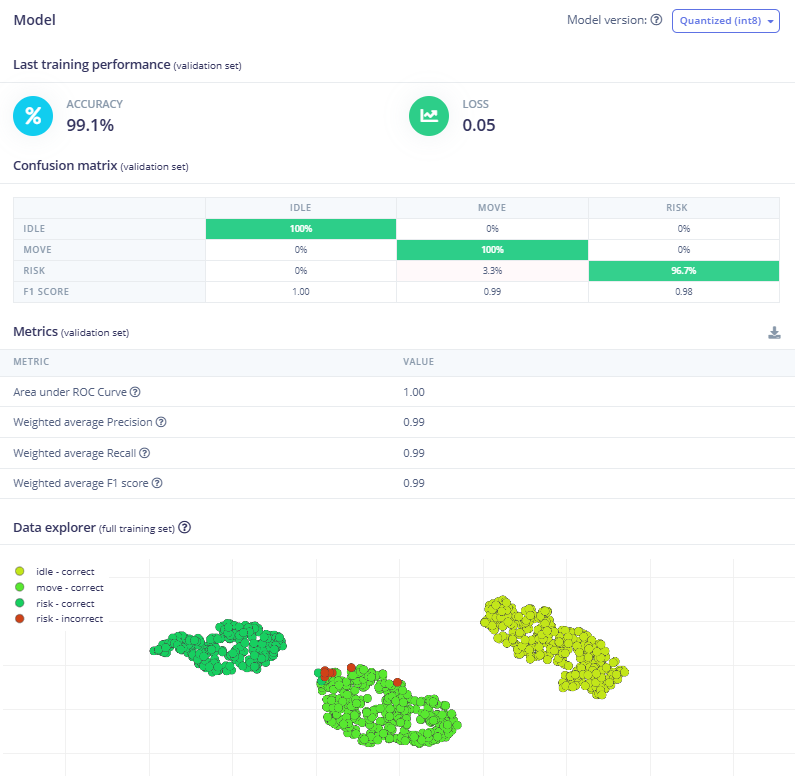 Model
Model version: Quantized (int8)
Last training performance (validation set)
% ACCURACY LOSS
99.1% 0.05
Confusion matrix (validation set)
IDLE MOVE RISK
IDLE 100% 0% 0%
MOVE 0% 100% 0%
RISK 0% 3.3% 96.7%
F1 SCORE 1.00 0.99 0.98
Metrics (validation set)
METRIC VALUE
Area under ROC Curve ? 1.00
Weighted average Precision ? 0.99
Weighted average Recall ? 0.99
Weighted average F1 score ? 0.99
Data explorer (full training set) ?
idle - correct
move - correct
risk - correct
risk - incorrect